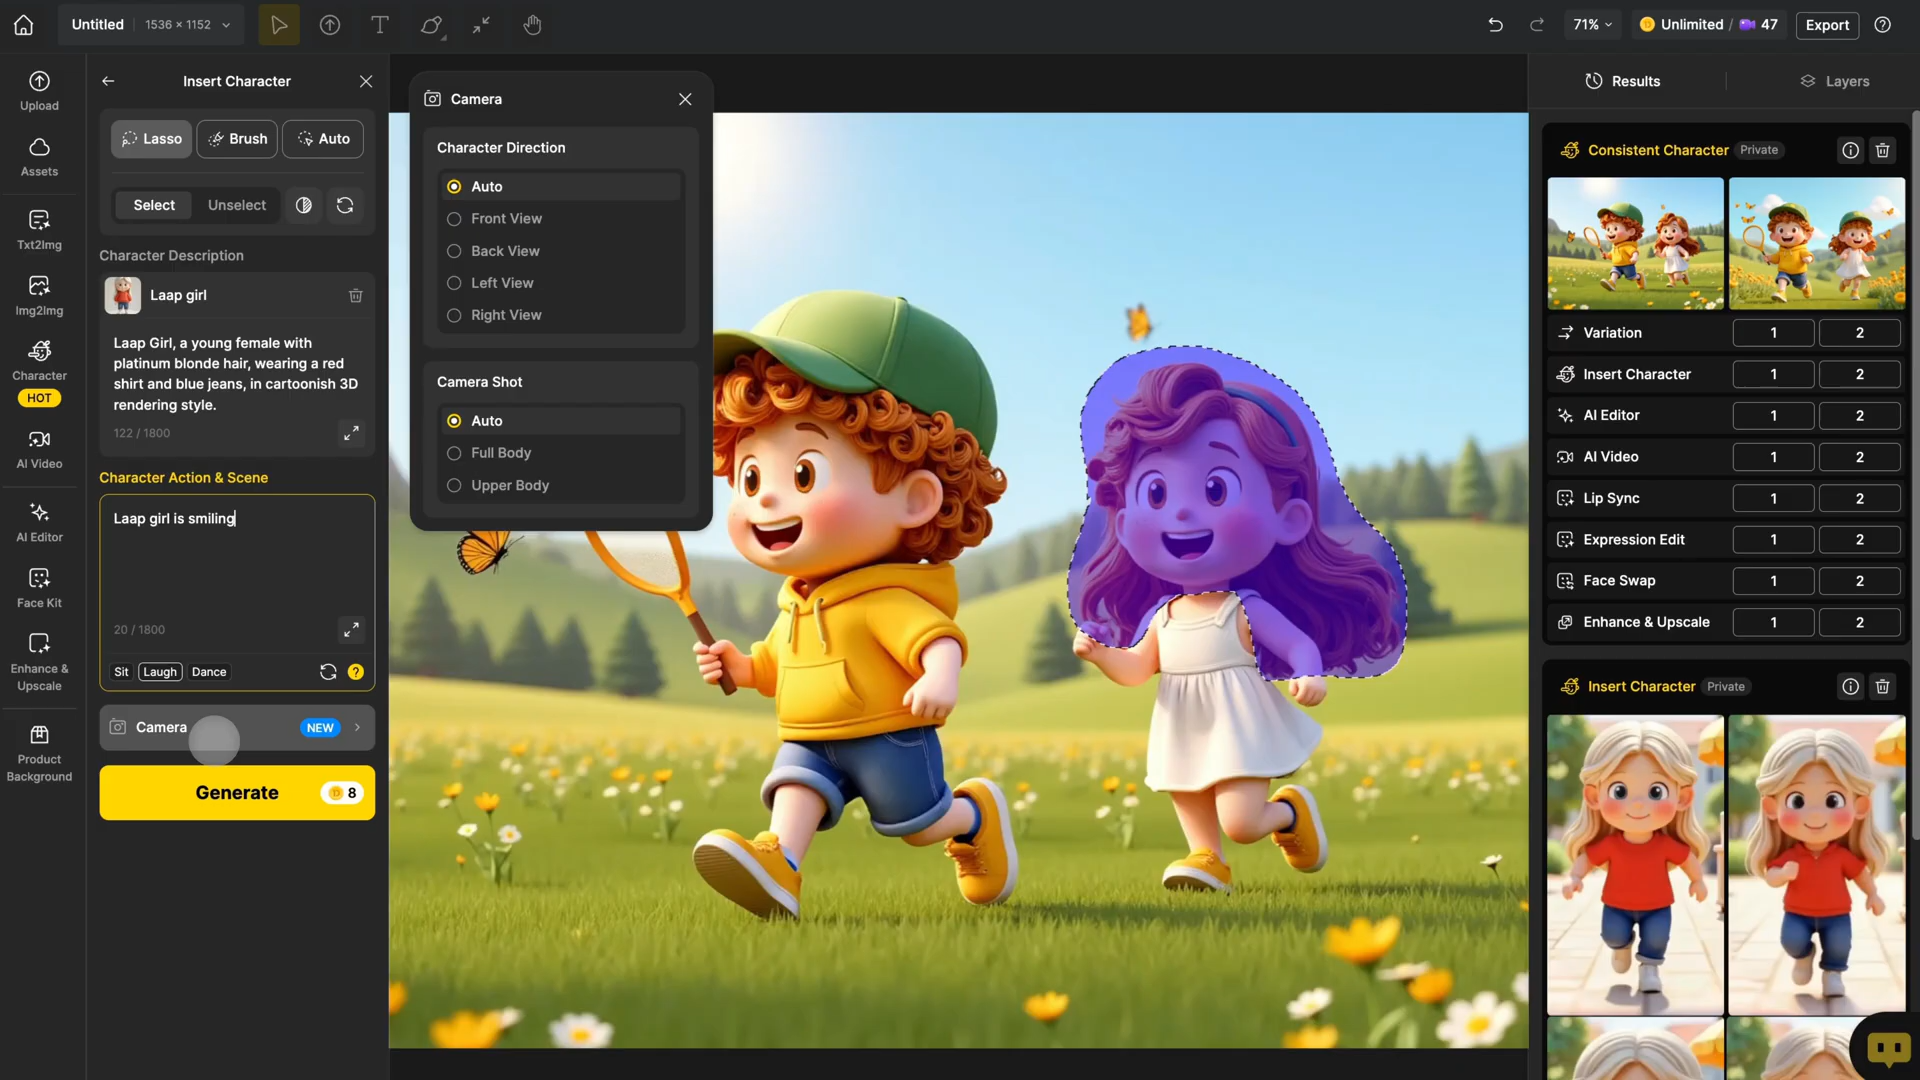 Untitled
1536 × 1152
T
71%
Unlimited / 47
Export
Upload
Assets
Txt2Img
Img2Img
Character
HOT
AI Video
AI Editor
Face Kit
Enhance &
Upscale
Product
Background
Insert Character
Lasso
Brush
Auto
Select
Unselect
Character Description
Laap girl
Laap Girl, a young female with
platinum blonde hair, wearing a red
shirt and blue jeans, in cartoonish 3D
rendering style.
122 / 1800
Character Action & Scene
Laap girl is smiling
20 / 1800
Sit
Laugh
Dance
?
Camera
NEW
Generate
8
Camera
Character Direction
Auto
Front View
Back View
Left View
Right View
Camera Shot
Auto
Full Body
Upper Body
Results
Layers
Consistent Character
Private
Variation 1 2
Insert Character 1 2
AI Editor 1 2
AI Video 1 2
Lip Sync 1 2
Expression Edit 1 2
Face Swap 1 2
Enhance & Upscale 1 2
Insert Character
Private